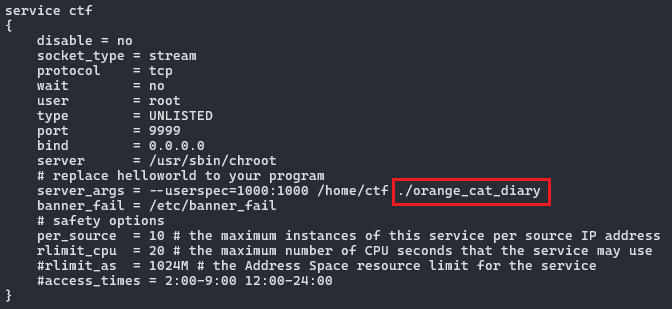 service ctf
{
    disable = no
    socket_type = stream
    protocol    = tcp
    wait        = no
    user        = root
    type        = UNLISTED
    port        = 9999
    bind        = 0.0.0.0
    server      = /usr/sbin/chroot
    # replace helloworld to your program
    server_args = --userspec=1000:1000 /home/ctf ./orange_cat_diary
    banner_fail = /etc/banner_fail
    # safety options
    per_source  = 10 # the maximum instances of this service per source IP address
    rlimit_cpu  = 20 # the maximum number of CPU seconds that the service may use
    #rlimit_as  = 1024M # the Address Space resource limit for the service
    #access_times = 2:00-9:00 12:00-24:00
}